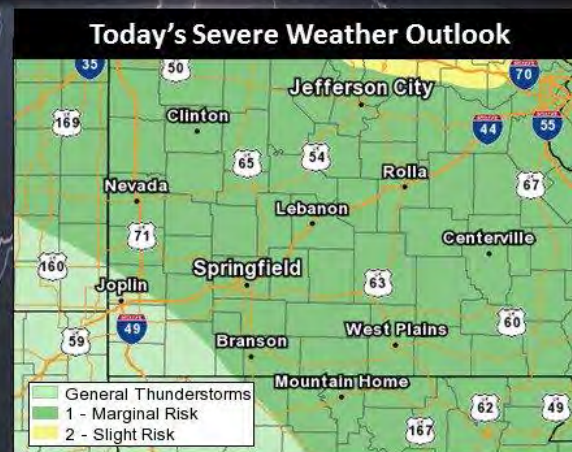 Today's Severe Weather Outlook
35
50
70
Jefferson City
Clinton
169
44
55
65
54
Rolla
67
Nevada
Lebanon
71
Centerville
160
Springfield
Joplin
63
49
60
59
Branson
West Plains
Mountain Home
General Thunderstorms
1 - Marginal Risk
2 - Slight Risk
62
49
167